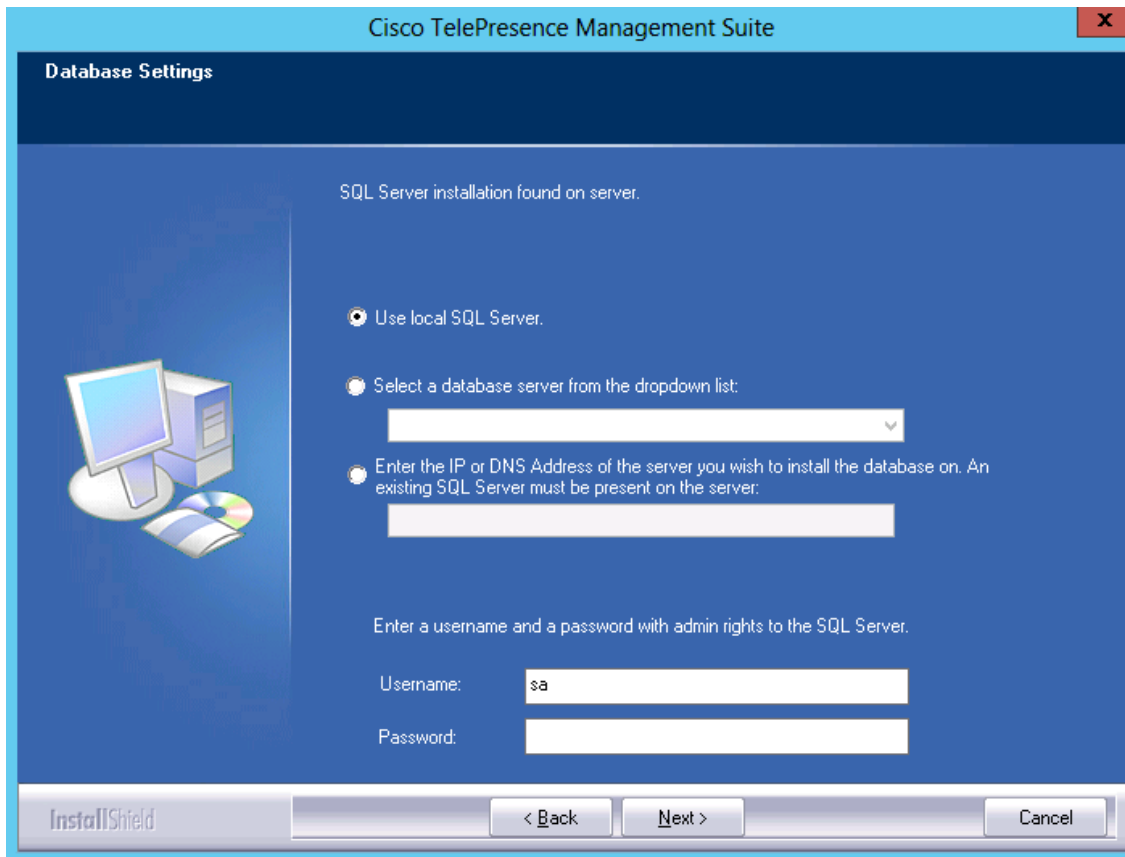 Cisco TelePresence Management Suite
x
Database Settings
SQL Server installation found on server.
Use local SQL Server.
Select a database server from the dropdown list:
Enter the IP or DNS Address of the server you wish to install the database on. An
existing SQL Server must be present on the server:
Enter a username and a password with admin rights to the SQL Server.
Username:
sa
Password:
InstallShield
< Back
Next >
Cancel